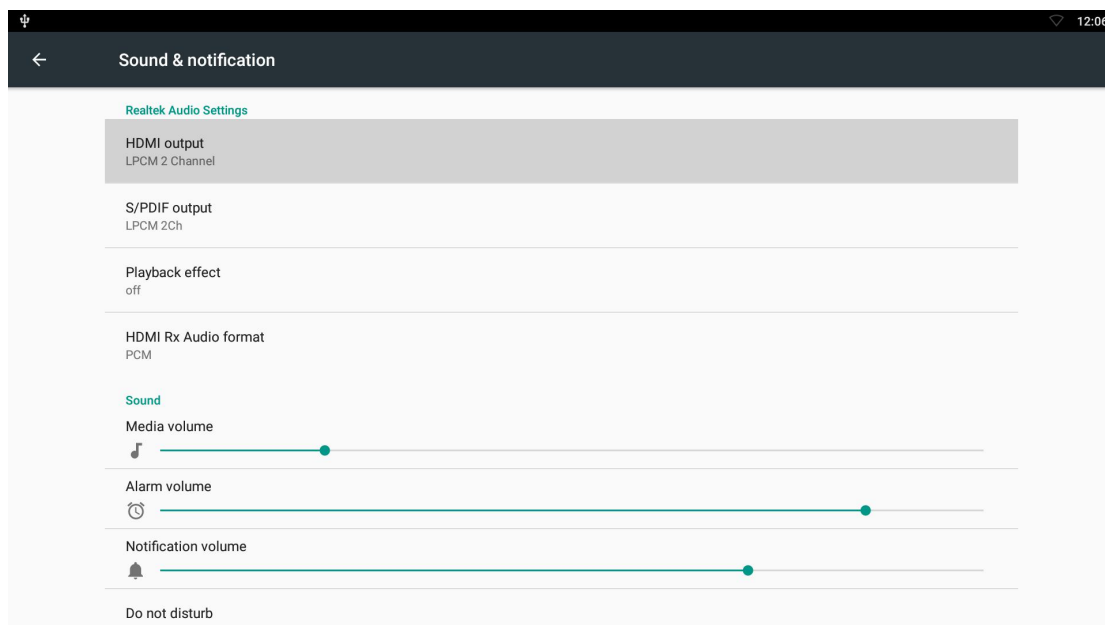 12:06
Sound & notification
Realtek Audio Settings
HDMI output
LPCM 2 Channel
S/PDIF output
LPCM 2Ch
Playback effect
off
HDMI Rx Audio format
PCM
Sound
Media volume
Alarm volume
Notification volume
Do not disturb